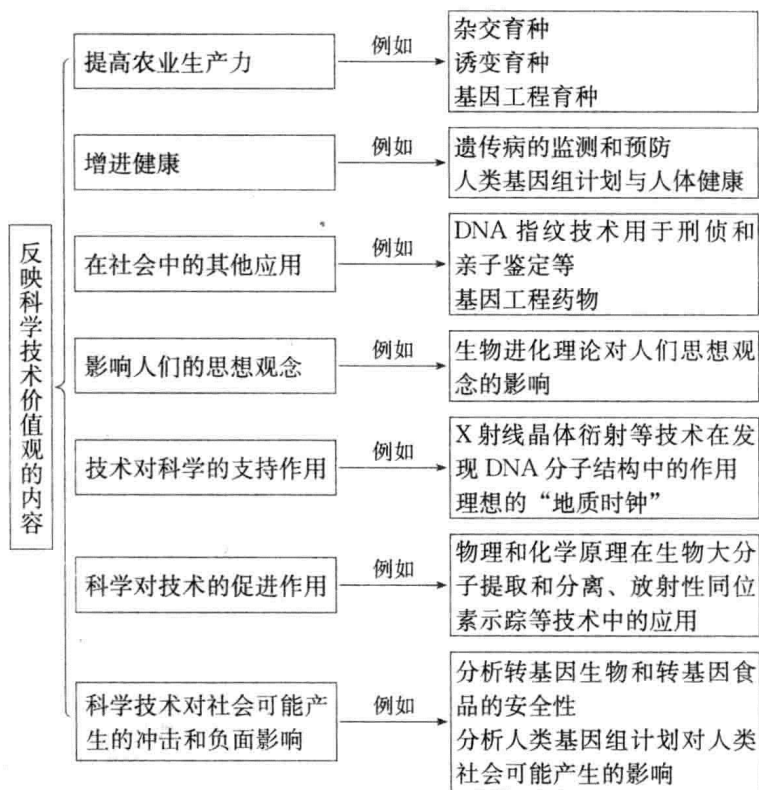 反映科学技术价值观的内容
提高农业生产力
例如
杂交育种
诱变育种
基因工程育种
增进健康
例如
遗传病的监测和预防
人类基因组计划与人体健康
在社会中的其他应用
例如
DNA 指纹技术用于刑侦和
亲子鉴定等
基因工程药物
影响人们的思想观念
例如
生物进化理论对人们思想观
念的影响
技术对科学的支持作用
例如
X 射线晶体衍射等技术在发
现 DNA 分子结构中的作用
理想的“地质时钟”
科学对技术的促进作用
例如
物理和化学原理在生物大分
子提取和分离、放射性同位
素示踪等技术中的应用
科学技术对社会可能产
生的冲击和负面影响
例如
分析转基因生物和转基因食
品的安全性
分析人类基因组计划对人类
社会可能产生的影响